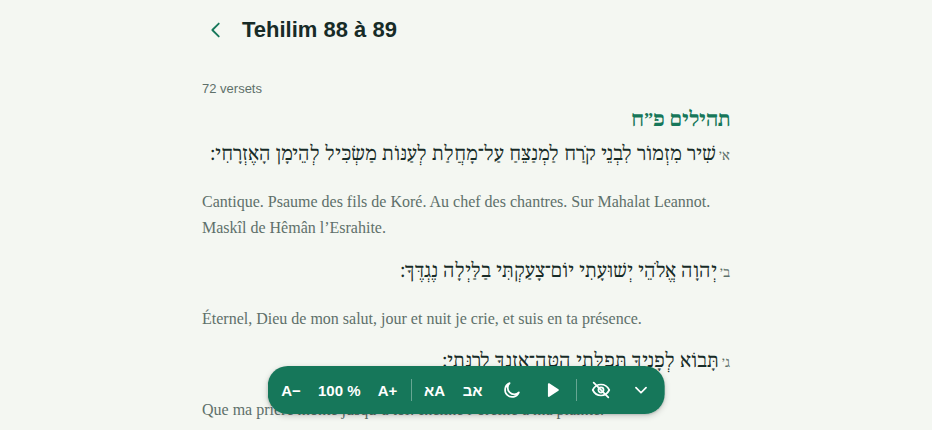 Tehilim 88 à 89
72 versets
תהילים פ״ח
א׳ שִׁיר מִזְמוֹר לִבְנֵי קֹרַח לַמְנַצֵּחַ עַל־מָחֲלַת לְעַנּוֹת מַשְׂכִּיל לְהֵימָן הָאֶזְרָחִי׃
Cantique. Psaume des fils de Koré. Au chef des chantres. Sur Mahalat Leannot.
Maskîl de Hêmân l’Esrahite.
ב׳ יְהוָה אֱלֹהֵי יְשׁוּעָתִי יוֹם־צָעַקְתִּי בַלַּיְלָה נֶגְדֶּךָ׃
Éternel, Dieu de mon salut, jour et nuit je crie, et suis en ta présence.
ג׳ תָּבוֹא לְפָנֶיךָ תְּפִלָּתִי הַטֵּה־אָזְנְךָ לְרִנָּתִי׃
A− 100 % A+ אA אב
Que ma